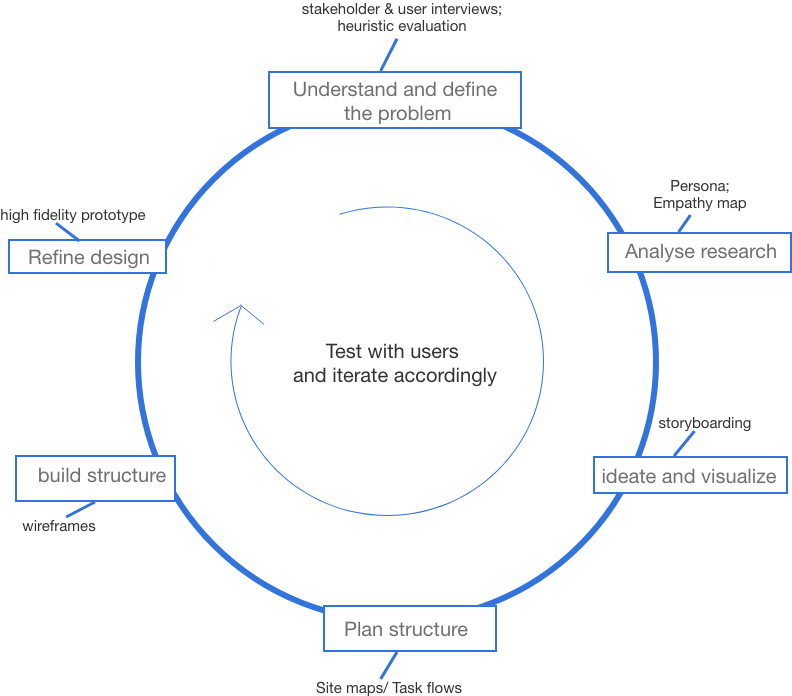 stakeholder & user interviews;
heuristic evaluation
Understand and define
the problem
Persona;
Empathy map
Analyse research
high fidelity prototype
Refine design
Test with users
and iterate accordingly
storyboarding
ideate and visualize
build structure
wireframes
Plan structure
Site maps/ Task flows